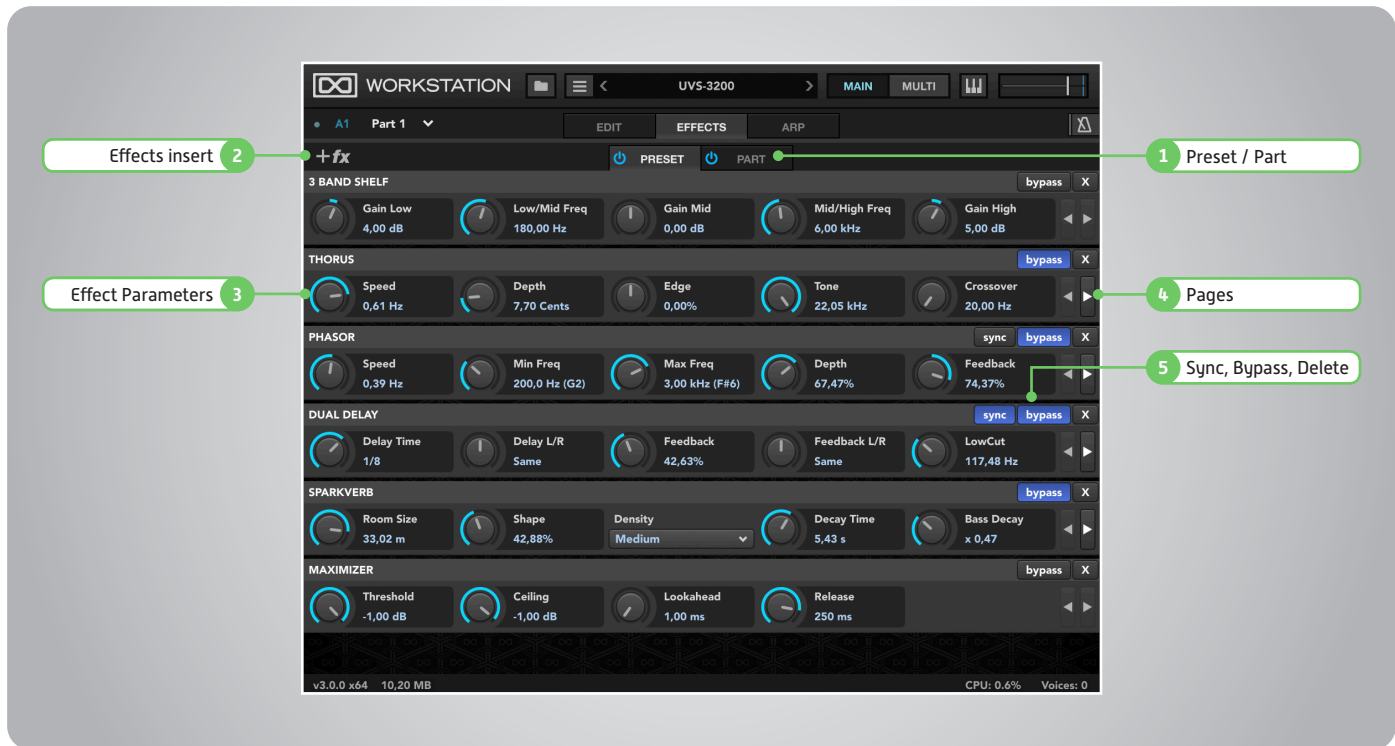 WORKSTATION UVS-3200 MAIN MULTI
A1 Part 1 EDIT EFFECTS ARP
Effects insert 2 +fx PRESET PART 1 Preset / Part
3 BAND SHELF bypass X
Gain Low Low/Mid Freq Gain Mid Mid/High Freq Gain High
4,00 dB 180,00 Hz 0,00 dB 6,00 kHz 5,00 dB
THORUS bypass X
Speed Depth Edge Tone Crossover
Effect Parameters 3 4 Pages
0,61 Hz 7,70 Cents 0,00% 22,05 kHz 20,00 Hz
PHASOR sync bypass X
Speed Min Freq Max Freq Depth Feedback
5 Sync, Bypass, Delete
0,39 Hz 200,0 Hz (G2) 3,00 kHz (F#6) 67,47% 74,37%
DUAL DELAY sync bypass X
Delay Time Delay L/R Feedback Feedback L/R LowCut
1/8 Same 42,63% Same 117,48 Hz
SPARKVERB bypass X
Room Size Shape Density Decay Time Bass Decay
33,02 m 42,88% Medium 5,43 s x 0,47
MAXIMIZER bypass X
Threshold Ceiling Lookahead Release
-1,00 dB -1,00 dB 1,00 ms 250 ms
v3.0.0 x64 10,20 MB CPU: 0.6% Voices: 0